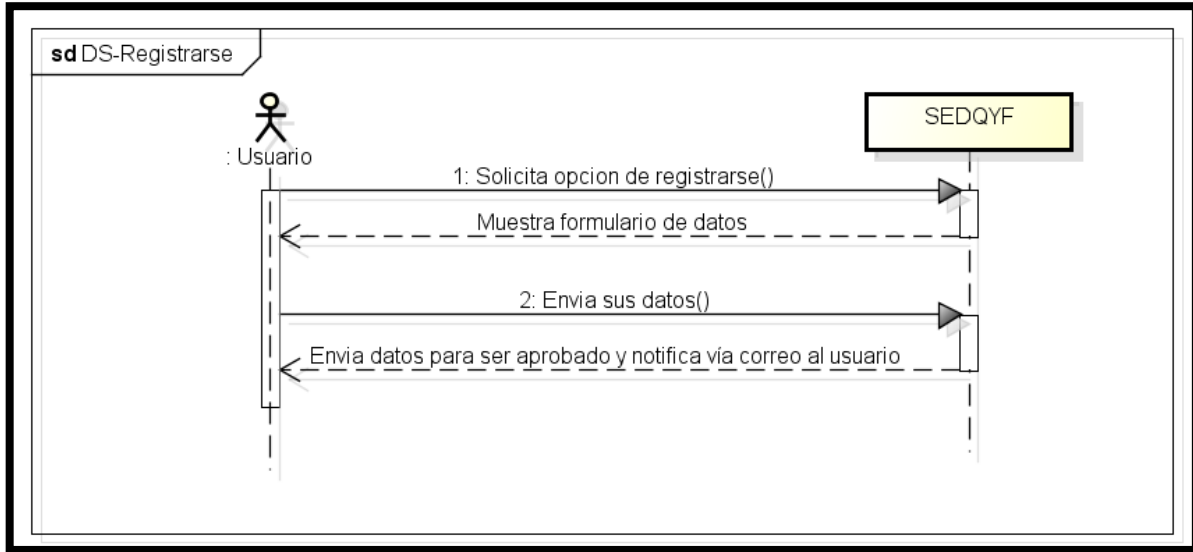 sd DS-Registrarse
: Usuario
SEDQYF
1: Solicita opcion de registrarse()
Muestra formulario de datos
2: Envia sus datos()
Envia datos para ser aprobado y notifica vía correo al usuario